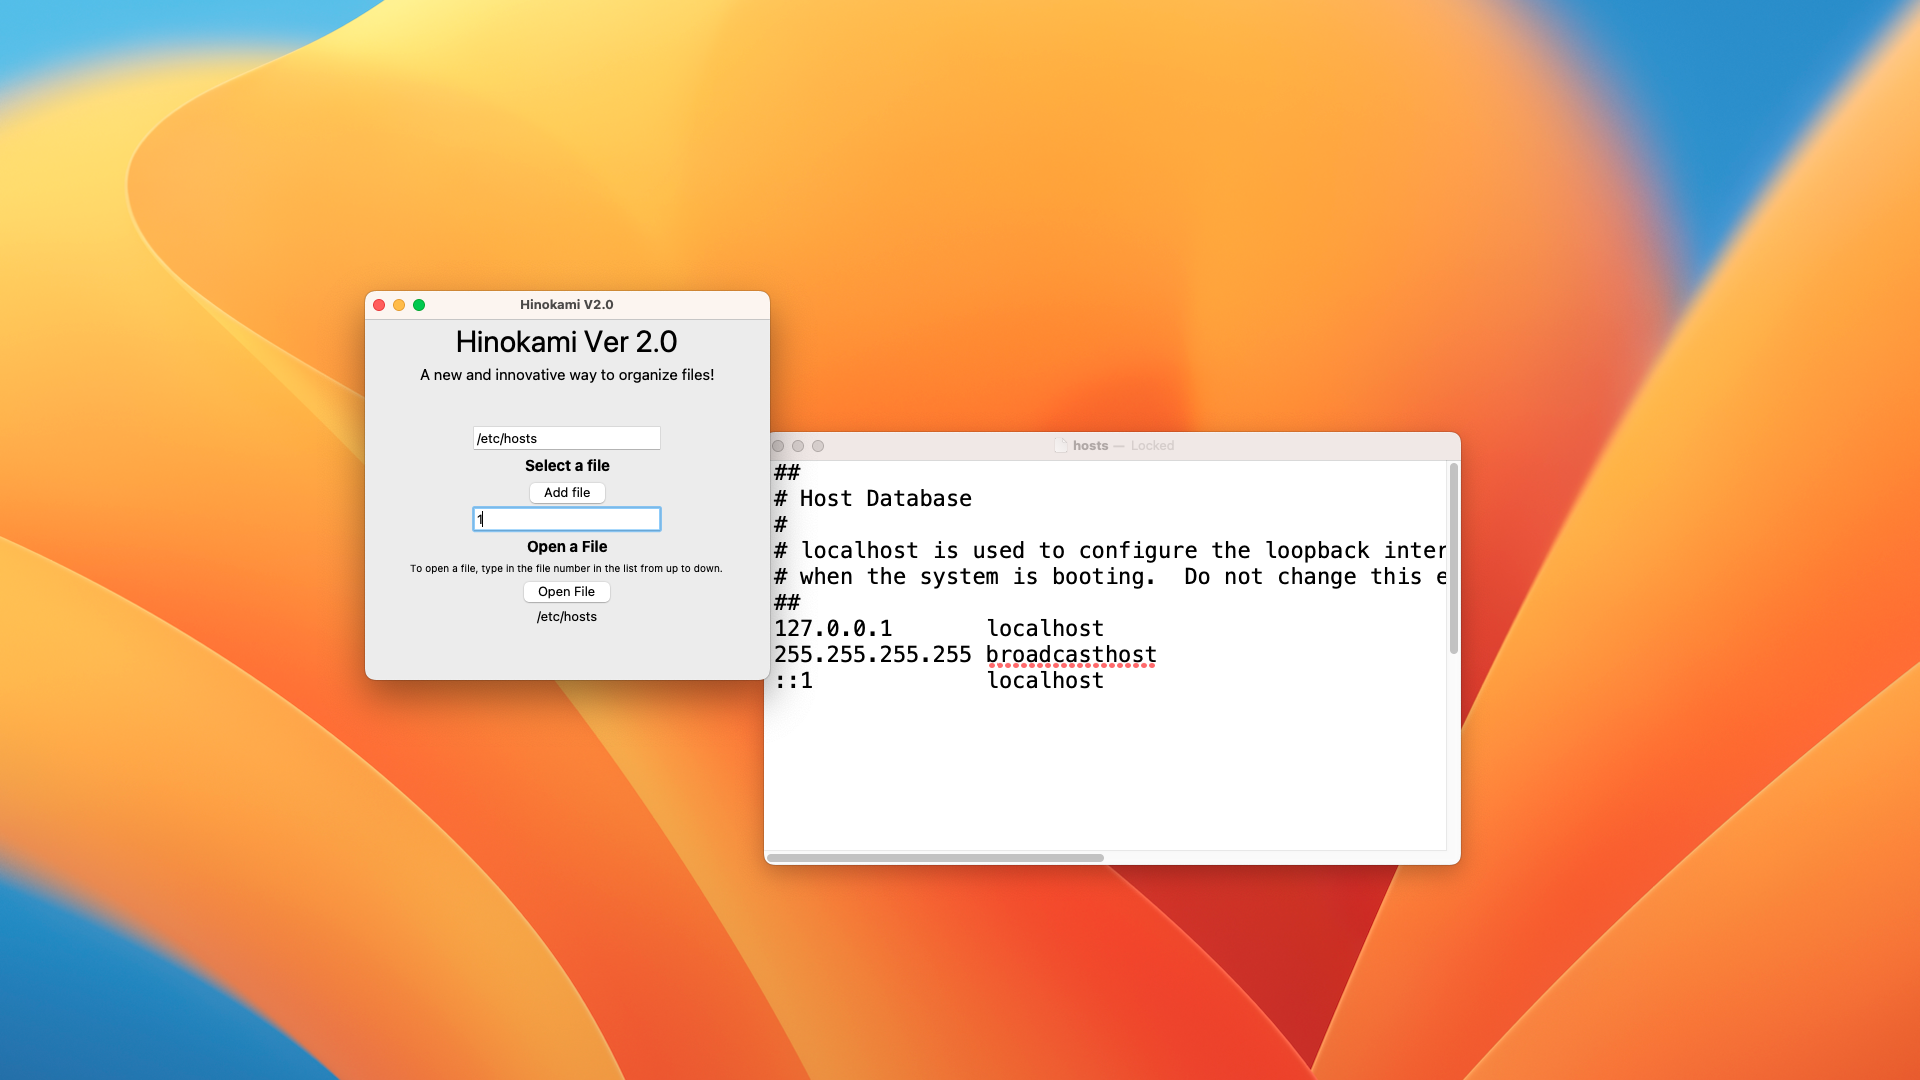 Hinokami V2.0
Hinokami Ver 2.0
A new and innovative way to organize files!
/etc/hosts
Select a file
Add file
1
Open a File
To open a file, type in the file number in the list from up to down.
Open File
/etc/hosts
hosts — Locked
##
# Host Database
#
# localhost is used to configure the loopback inter
# when the system is booting.  Do not change this e
##
127.0.0.1       localhost
255.255.255.255 broadcasthost
::1             localhost